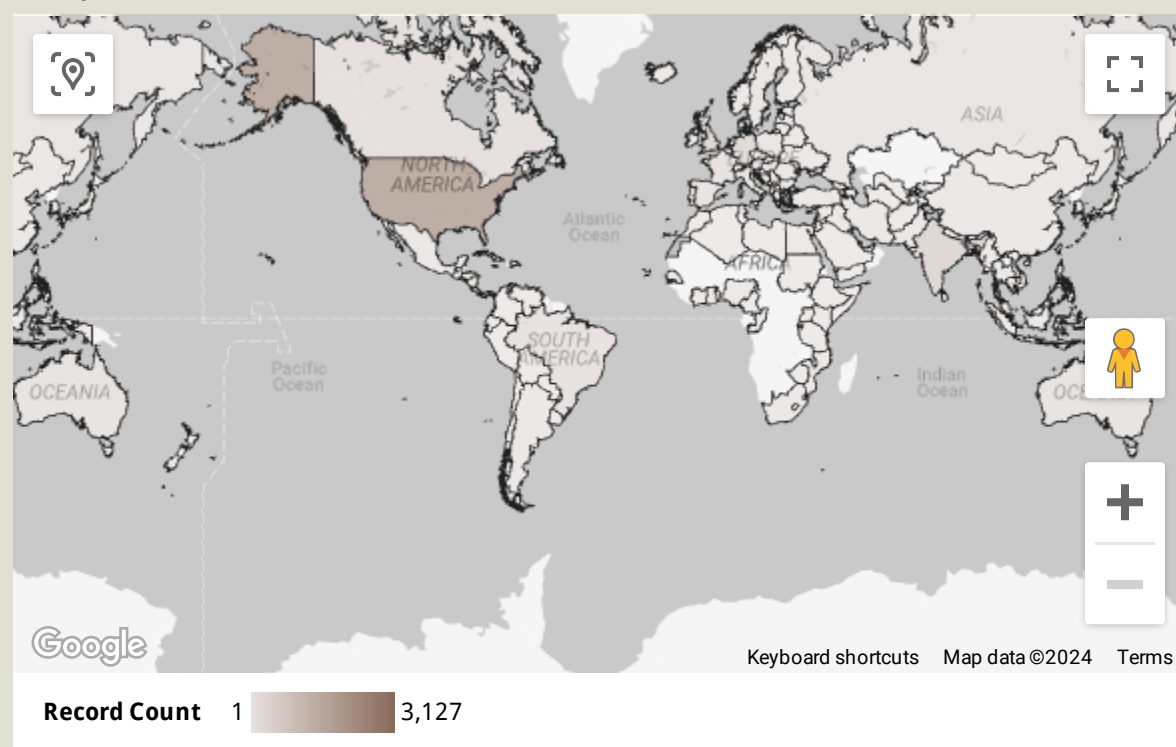 ASIA
NORTH
AMERICA
Atlantic
Ocean
AFRICA
SOUTH
AMERICA
Pacific
Ocean
Indian
Ocean
OCEANIA
Google
Keyboard shortcuts Map data ©2024 Terms
Record Count 1 3,127